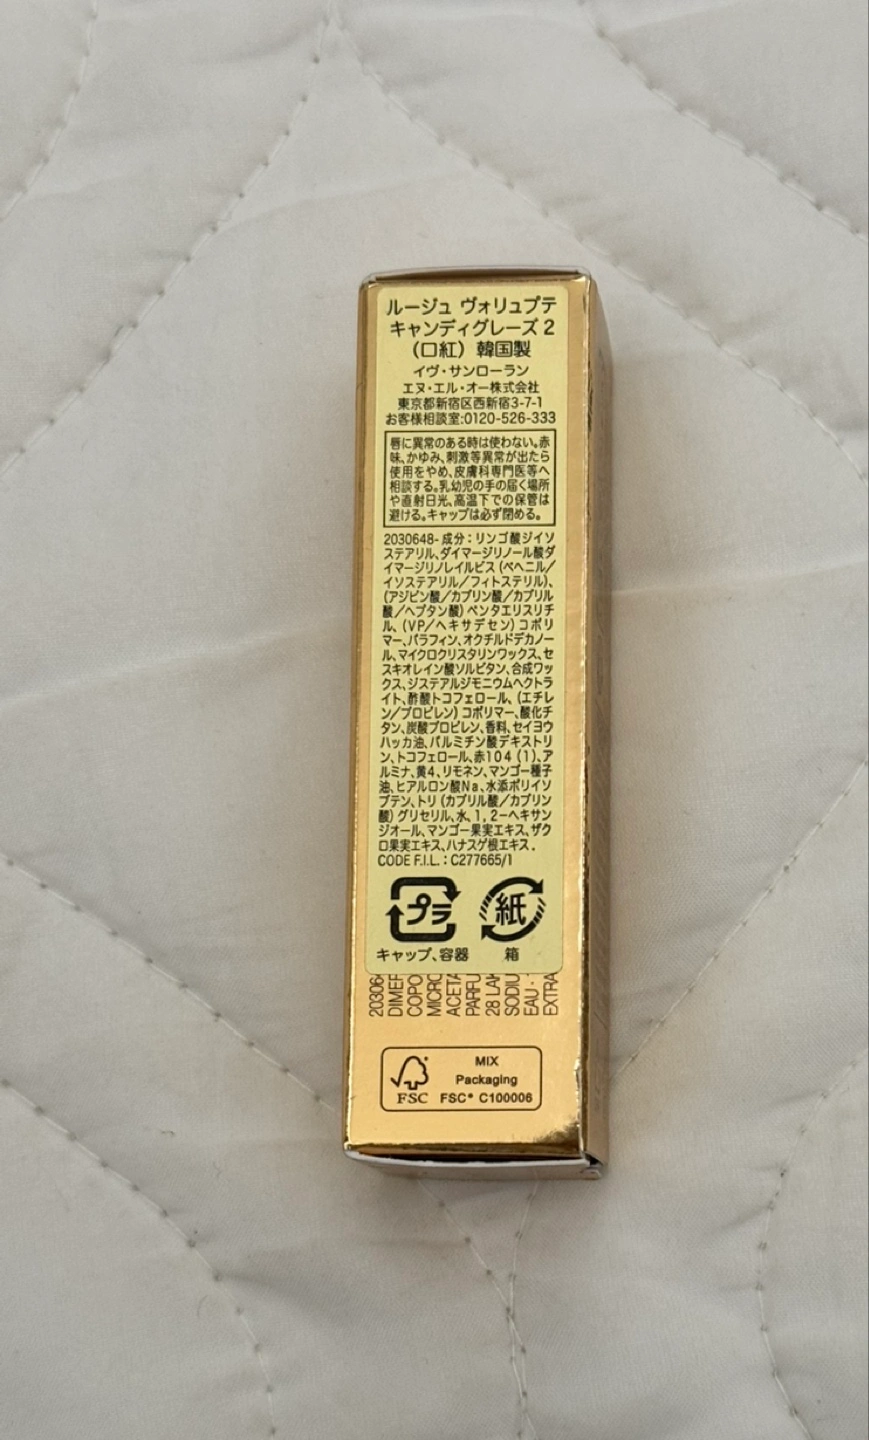 ルージュ ヴォリュプテ
キャンディグレーズ 2
（口紅）韓国製
イヴ・サンローラン
エヌ・エル・オー株式会社
東京都新宿区西新宿3-7-1
お客様相談室:0120-526-333
唇に異常のある時は使わない。赤
味、かゆみ、刺激等異常が出たら
使用をやめ、皮膚科専門医等へ
相談する。乳幼児の手の届く場所
や直射日光、高温下での保管は
避ける。キャップは必ず閉める。
2030648- 成分：リンゴ酸ジイソ
ステアリル、ダイマージリノール酸ダ
イマージリノレイルビス（ベヘニル／
イソステアリル／フィトステリル）、
（アジピン酸／カプリン酸／カプリル
酸／ヘプタン酸）ペンタエリスリチ
ル、（VP／ヘキサデセン）コポリ
マー、パラフィン、オクチルドデカノー
ル、マイクロクリスタリンワックス、セ
スキオレイン酸ソルビタン、合成ワッ
クス、ジステアルジモニウムヘクトラ
イト、酢酸トコフェロール、（エチレ
ン／プロピレン）コポリマー、酸化チ
タン、炭酸プロピレン、香料、セイヨウ
ハッカ油、パルミチン酸デキストリ
ン、トコフェロール、赤104（1）、ア
ルミナ、黄4、リモネン、マンゴー種子
油、ヒアルロン酸Na、水添ポリイソ
ブテン、トリ（カプリル酸／カプリン
酸）グリセリル、水、1，2－ヘキサン
ジオール、マンゴー果実エキス、ザク
ロ果実エキス、ハナスゲ根エキス．
CODE F.I.L.：C277665/1
プラ
紙
キャップ、容器
箱
20306
DIMER
COPO
MICRO
ACETA
PARFU
28 LAK
SODIU
EAU
EXTRA
MIX
Packaging
FSC
FSC® C100006